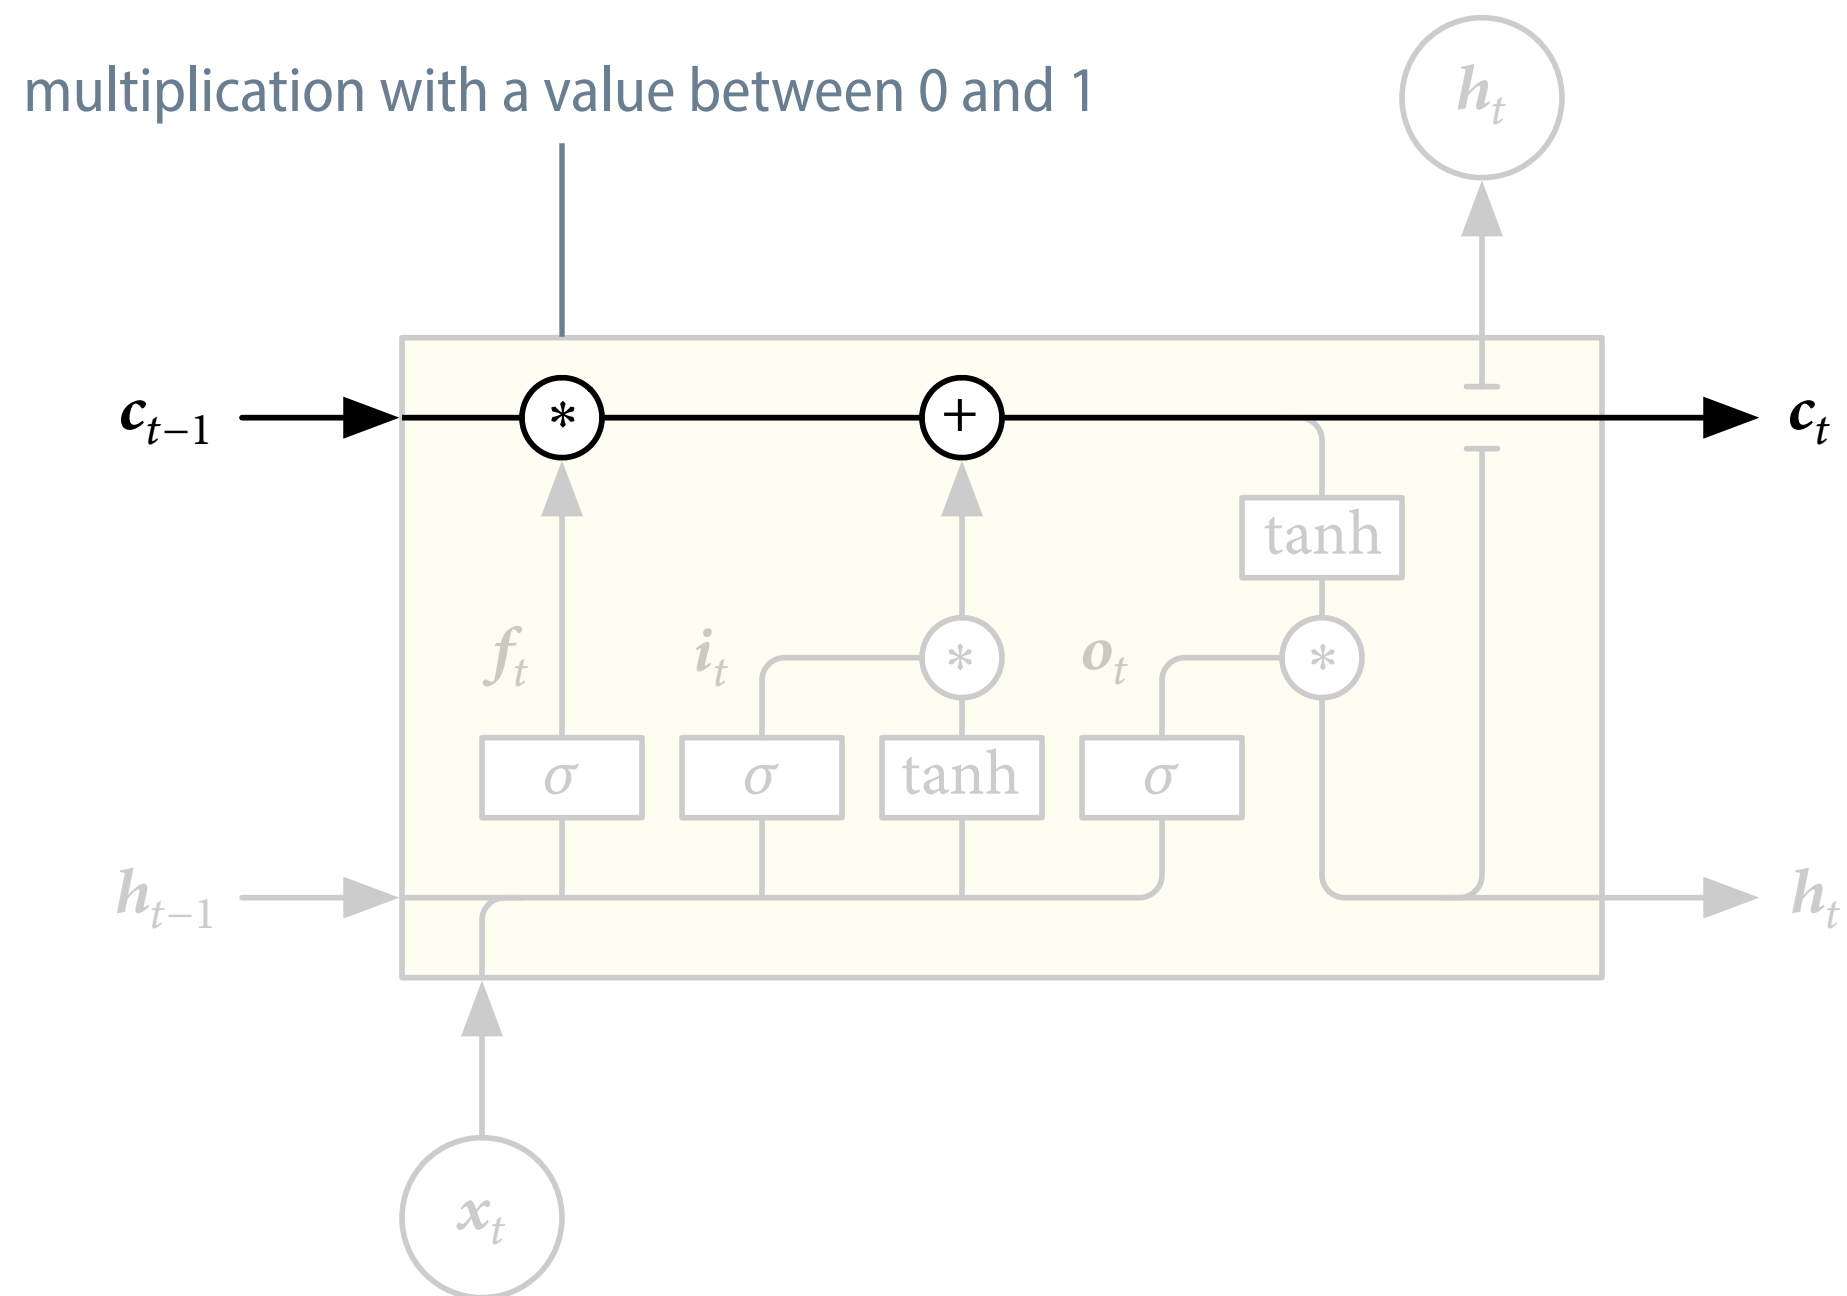 multiplication with a value between 0 and 1
h_t
c_{t−1} * + c_t
tanh
f_t i_t * o_t *
σ σ tanh σ
h_{t−1} h_t
x_t